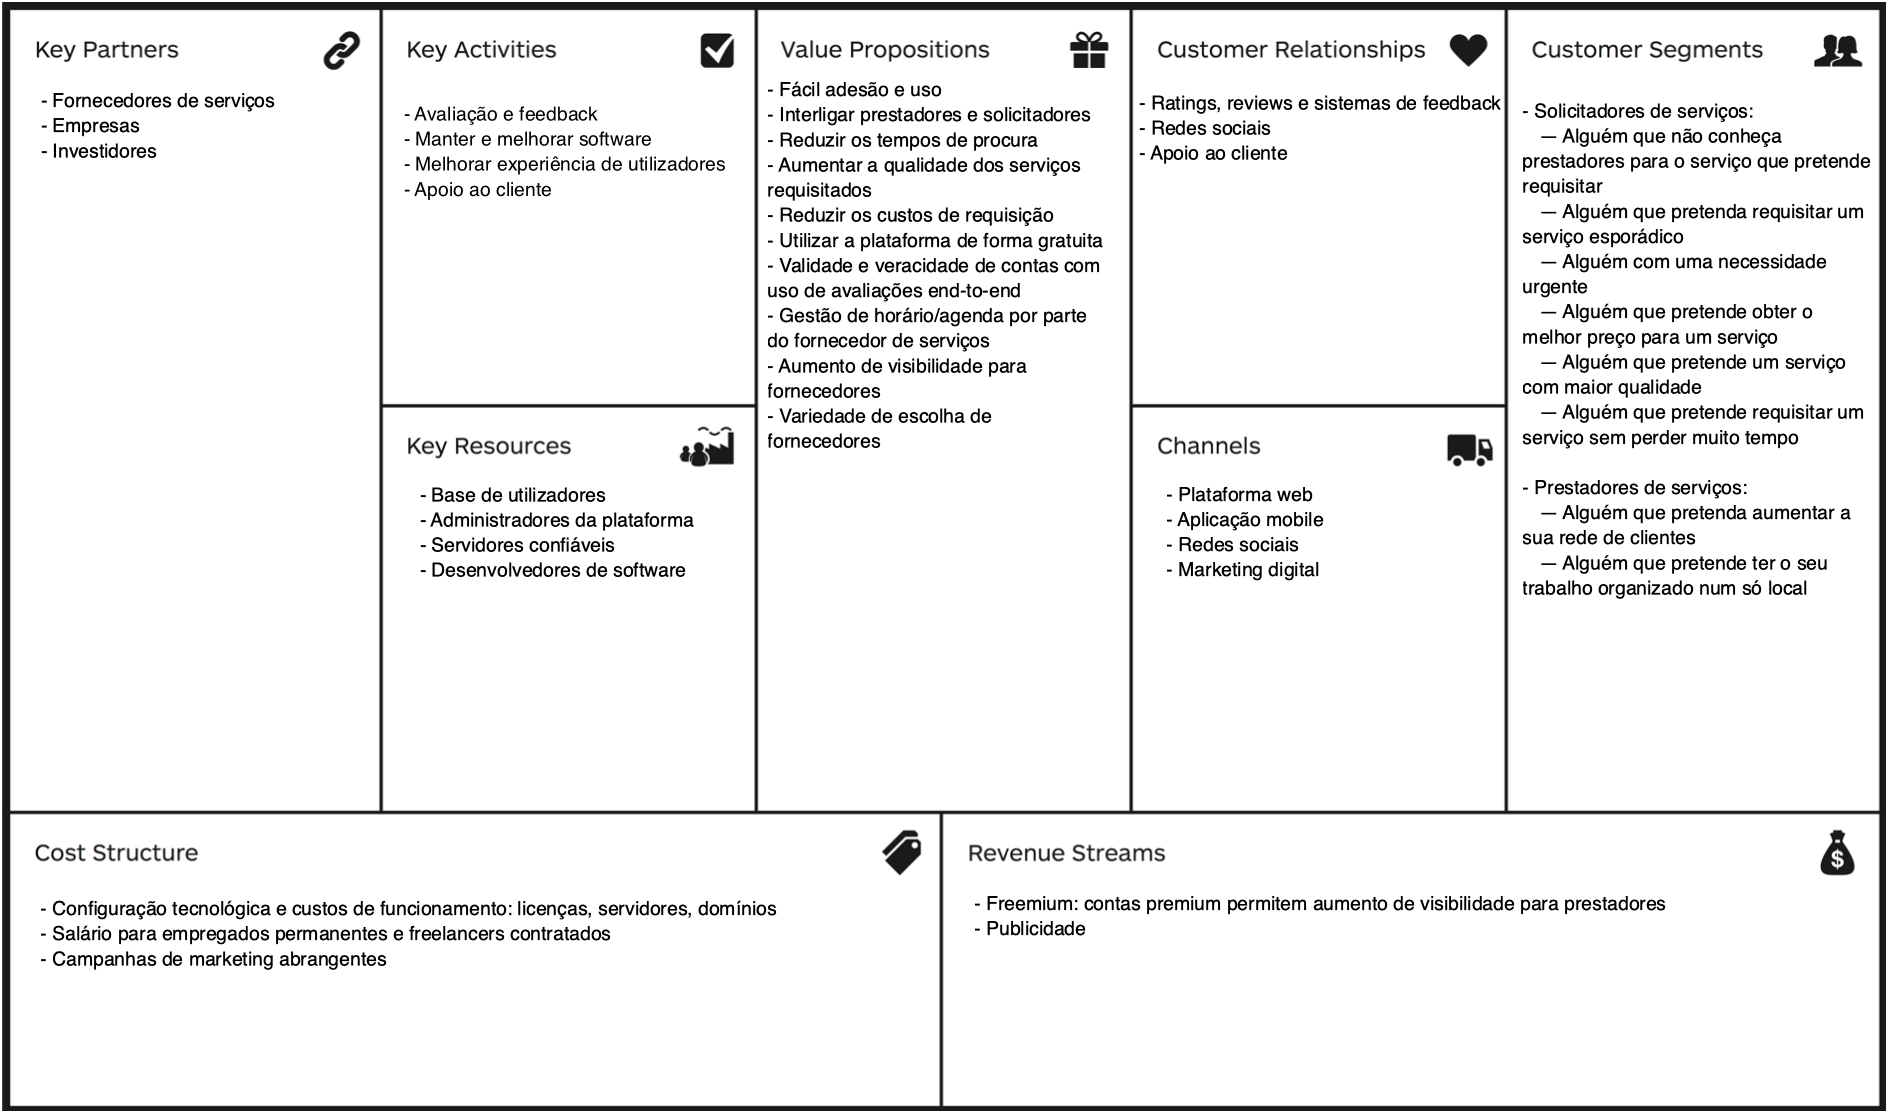 Key Partners
- Fornecedores de serviços
- Empresas
- Investidores
Key Activities
- Avaliação e feedback
- Manter e melhorar software
- Melhorar experiência de utilizadores
- Apoio ao cliente
Key Resources
- Base de utilizadores
- Administradores da plataforma
- Servidores confiáveis
- Desenvolvedores de software
Value Propositions
- Fácil adesão e uso
- Interligar prestadores e solicitadores
- Reduzir os tempos de procura
- Aumentar a qualidade dos serviços
requisitados
- Reduzir os custos de requisição
- Utilizar a plataforma de forma gratuita
- Validade e veracidade de contas com
uso de avaliações end-to-end
- Gestão de horário/agenda por parte
do fornecedor de serviços
- Aumento de visibilidade para
fornecedores
- Variedade de escolha de
fornecedores
Customer Relationships
- Ratings, reviews e sistemas de feedback
- Redes sociais
- Apoio ao cliente
Channels
- Plataforma web
- Aplicação mobile
- Redes sociais
- Marketing digital
Customer Segments
- Solicitadores de serviços:
— Alguém que não conheça
prestadores para o serviço que pretende
requisitar
— Alguém que pretenda requisitar um
serviço esporádico
— Alguém com uma necessidade
urgente
— Alguém que pretende obter o
melhor preço para um serviço
— Alguém que pretende um serviço
com maior qualidade
— Alguém que pretende requisitar um
serviço sem perder muito tempo
- Prestadores de serviços:
— Alguém que pretenda aumentar a
sua rede de clientes
— Alguém que pretende ter o seu
trabalho organizado num só local
Cost Structure
- Configuração tecnológica e custos de funcionamento: licenças, servidores, domínios
- Salário para empregados permanentes e freelancers contratados
- Campanhas de marketing abrangentes
Revenue Streams
$
- Freemium: contas premium permitem aumento de visibilidade para prestadores
- Publicidade